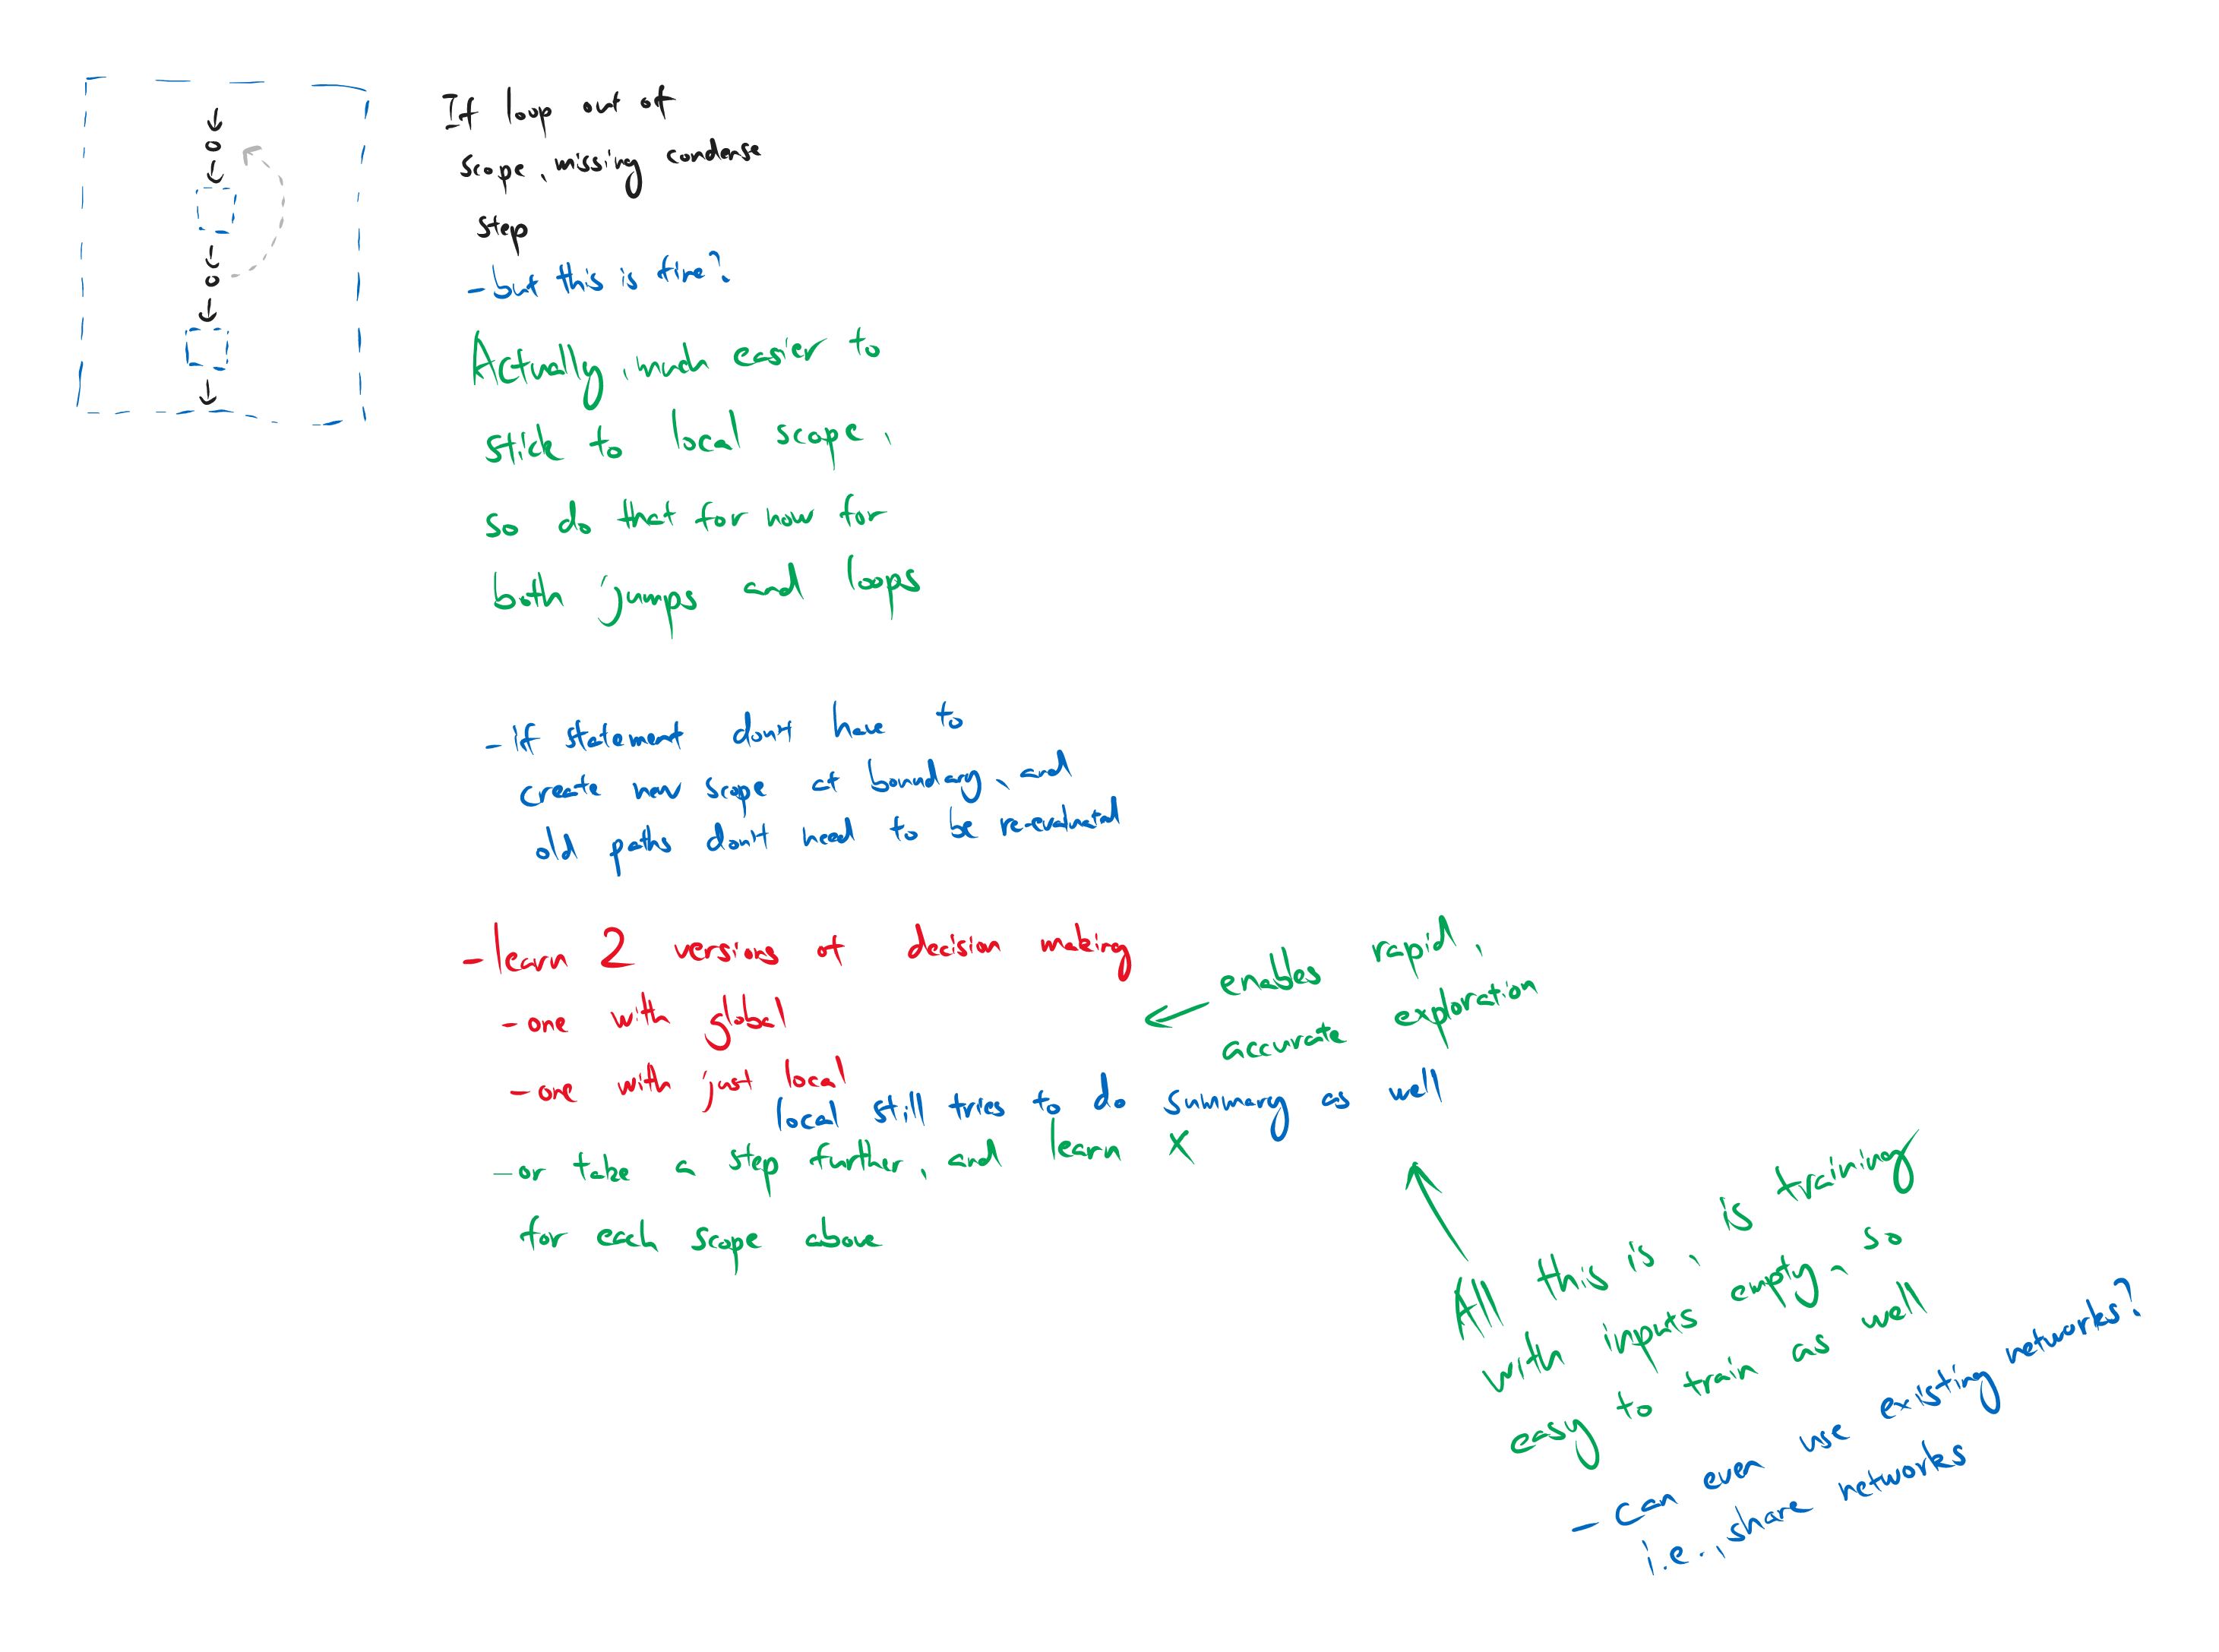 If loop out of
scope, missing condense
step
- but this is fine?
Actually, much easier to
stick to local scope,
so do that for now for
both jumps and loops
- if statement don't have to
create new scope at boundary, and
old paths don't need to be reevaluated
- learn 2 versions of decision making
- one with global
- one with just local
← enables rapid,
accurate exploration
local still tries to do summary as well
- or take a step further, and learn x
for each scope above
All this is, is training
with inputs empty, so
easy to train as well
- can even use existing networks?
i.e., share networks